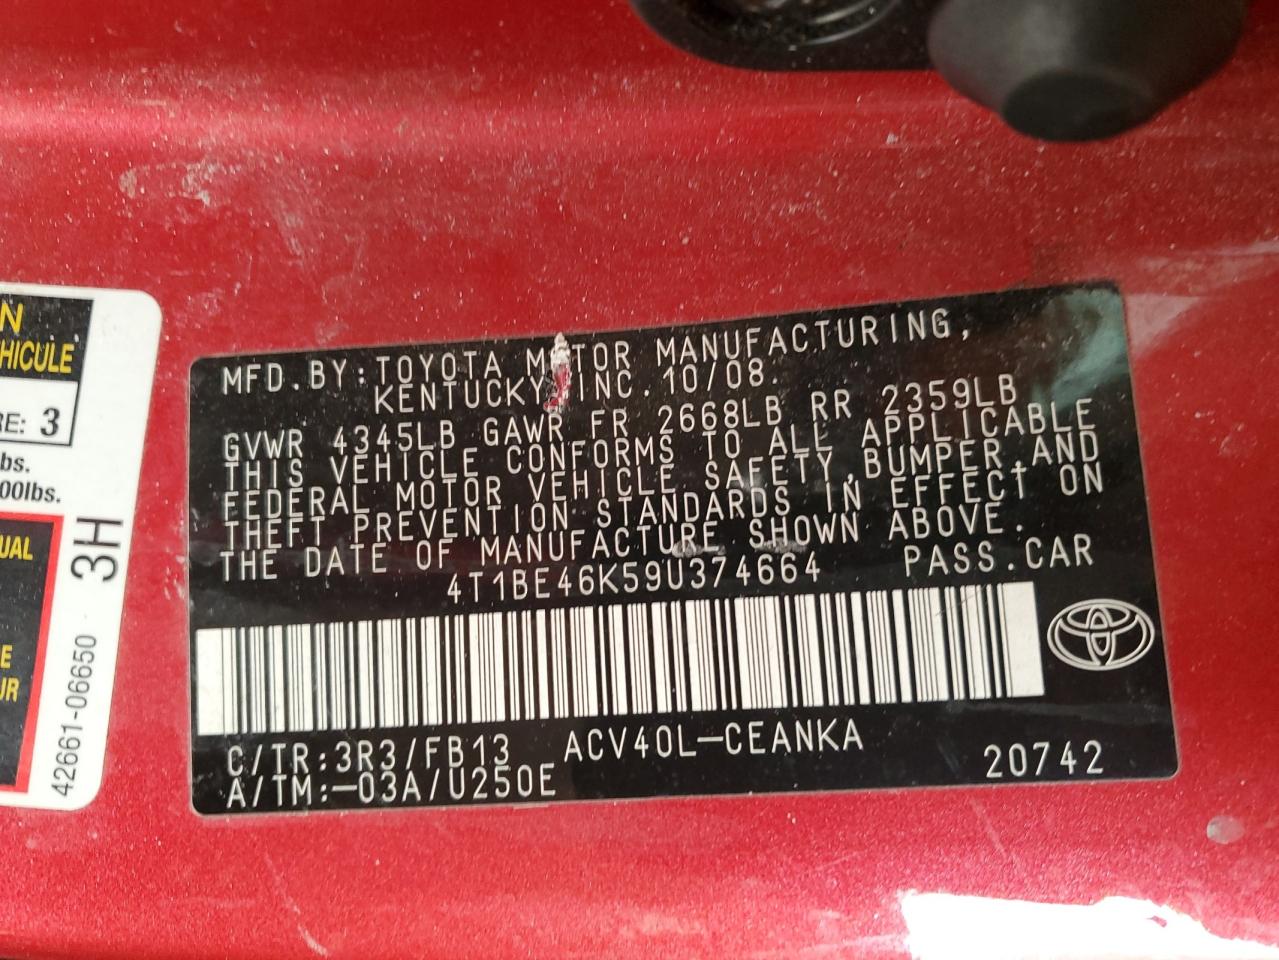 N
HICULE
RE: 3
bs.
00lbs.
UAL
E
UR
42661-06650 3H
MFD.BY:TOYOTA MOTOR MANUFACTURING,
KENTUCKY, INC. 10/08.
GVWR 4345LB GAWR FR 2668LB RR 2359LB
THIS VEHICLE CONFORMS TO ALL APPLICABLE
FEDERAL MOTOR VEHICLE SAFETY,BUMPER,AND
THEFT PREVENTION STANDARDS IN EFFECT ON
THE DATE OF MANUFACTURE SHOWN ABOVE.
4T1BE46K59U374664 PASS.CAR
C/TR:3R3/FB13 ACV40L-CEANKA
A/TM:-03A/U250E 20742